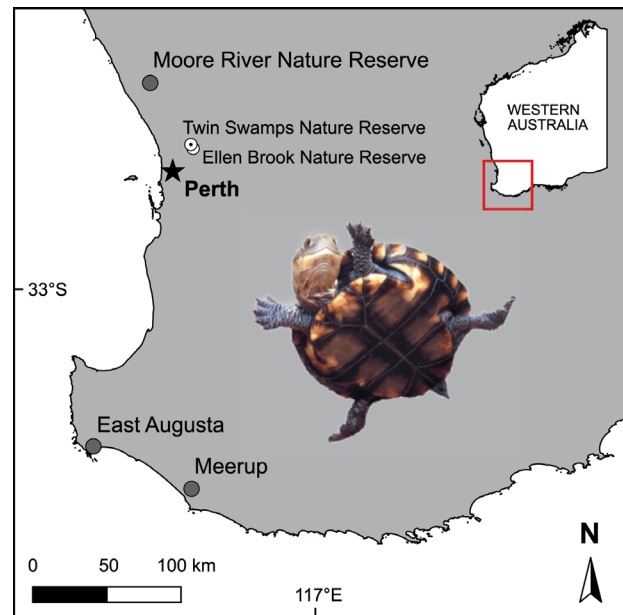 Moore River Nature Reserve
Twin Swamps Nature Reserve
Ellen Brook Nature Reserve
Perth
WESTERN
AUSTRALIA
33°S
East Augusta
Meerup
0 50 100 km
117°E
N